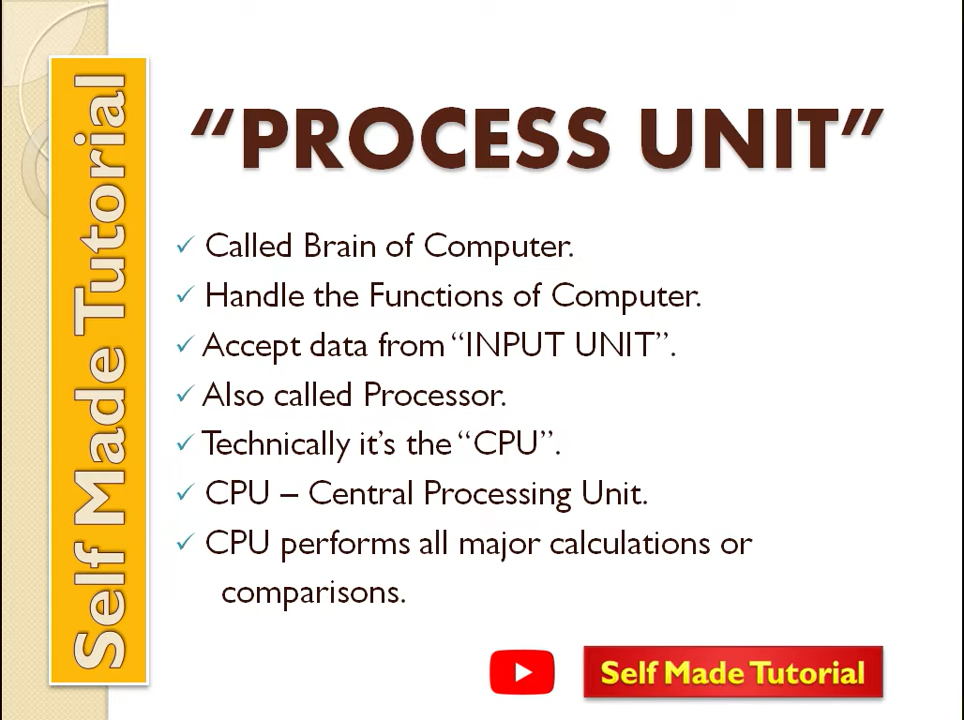 Self Made Tutorial
“PROCESS UNIT”
✓ Called Brain of Computer.
✓ Handle the Functions of Computer.
✓ Accept data from “INPUT UNIT”.
✓ Also called Processor.
✓ Technically it’s the “CPU”.
✓ CPU – Central Processing Unit.
✓ CPU performs all major calculations or
comparisons.
Self Made Tutorial